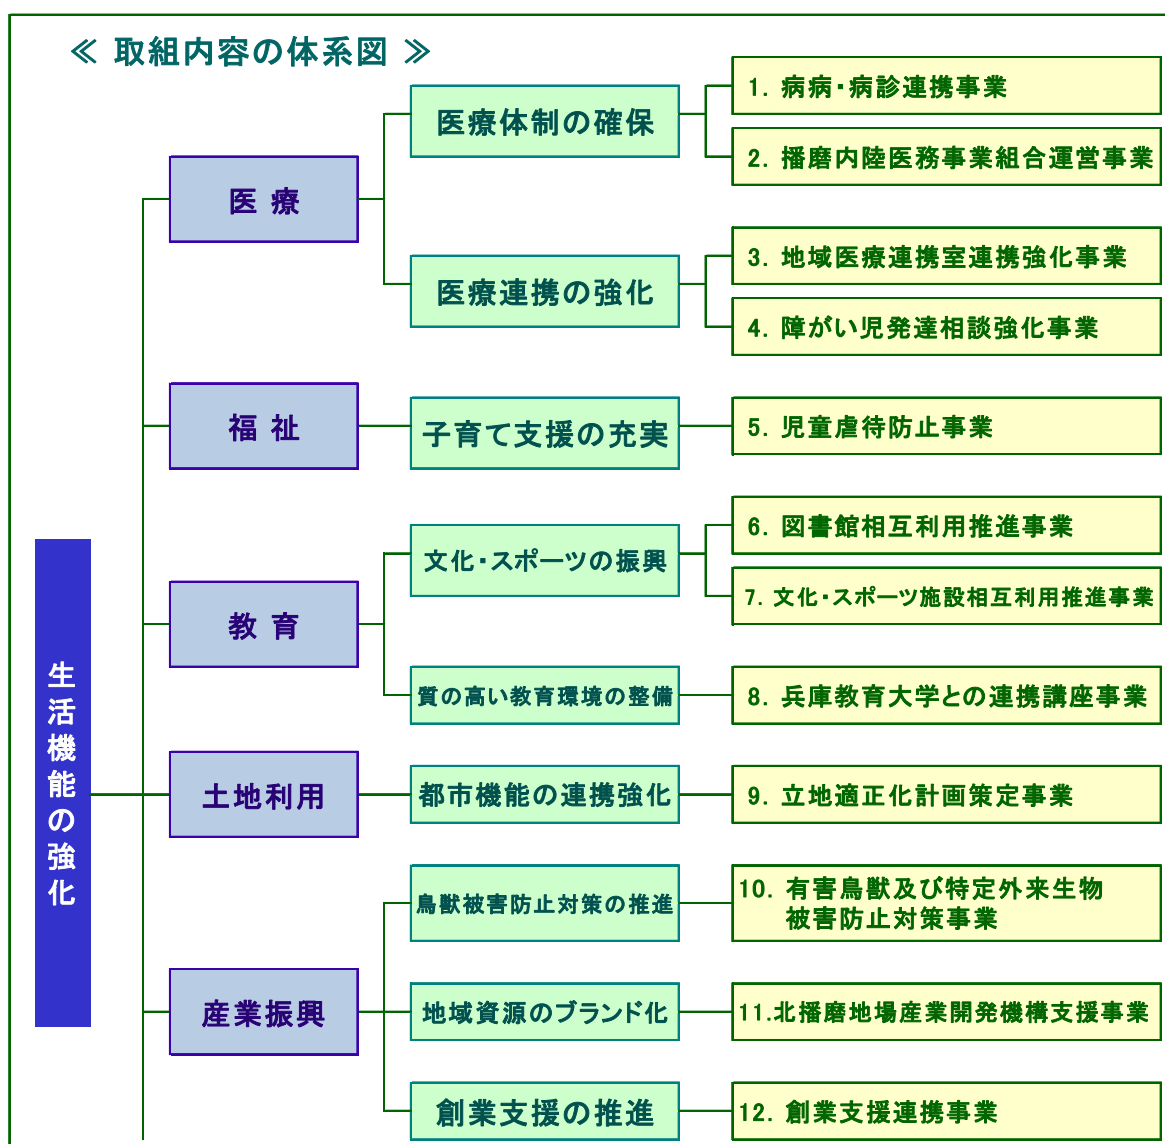 ≪ 取組内容の体系図 ≫
生活機能の強化
医 療
医療体制の確保
1. 病病・病診連携事業
2. 播磨内陸医務事業組合運営事業
医療連携の強化
3. 地域医療連携室連携強化事業
4. 障がい児発達相談強化事業
福 祉
子育て支援の充実
5. 児童虐待防止事業
教 育
文化・スポーツの振興
6. 図書館相互利用推進事業
7. 文化・スポーツ施設相互利用推進事業
質の高い教育環境の整備
8. 兵庫教育大学との連携講座事業
土地利用
都市機能の連携強化
9. 立地適正化計画策定事業
産業振興
鳥獣被害防止対策の推進
10. 有害鳥獣及び特定外来生物
被害防止対策事業
地域資源のブランド化
11.北播磨地場産業開発機構支援事業
創業支援の推進
12. 創業支援連携事業